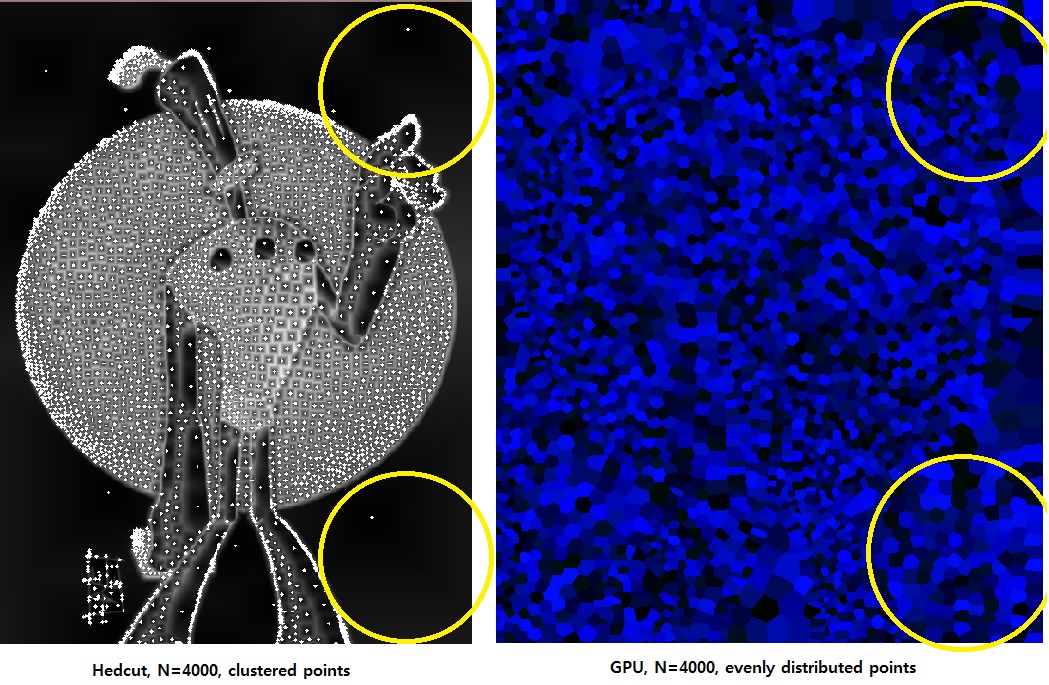 Hedcut, N=4000, clustered points
GPU, N=4000, evenly distributed points